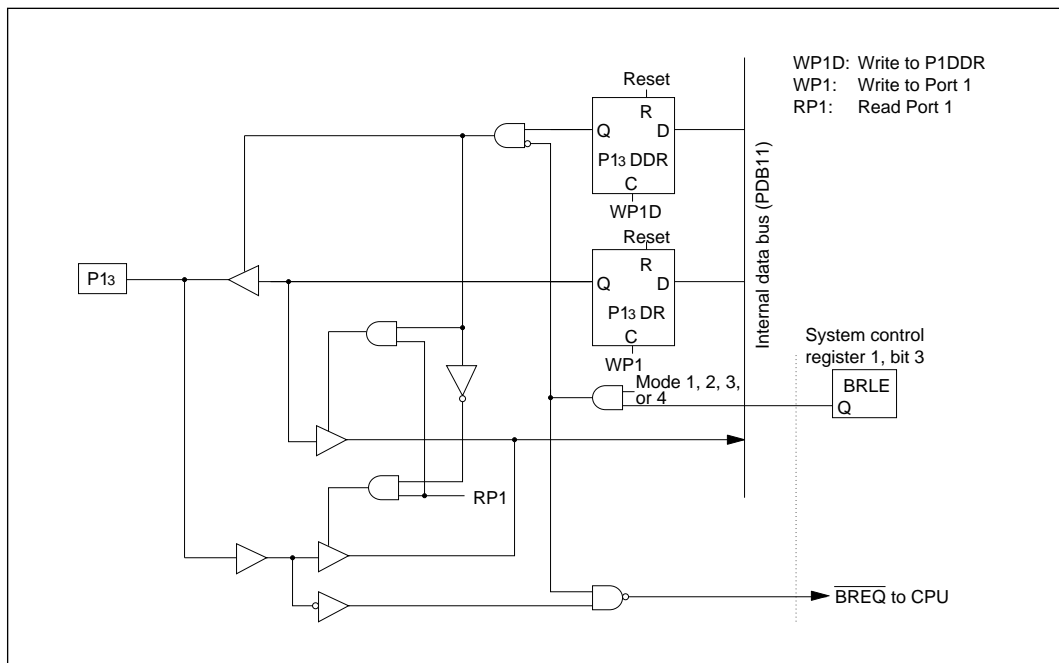 WP1D: Write to P1DDR
WP1: Write to Port 1
RP1: Read Port 1
Reset
R
Q D
P13 DDR
C
WP1D
Internal data bus (PDB11)
Reset
R
Q D
P13 DR
C
WP1
P13
System control
register 1, bit 3
Mode 1, 2, 3,
or 4
BRLE
Q
RP1
BREQ to CPU